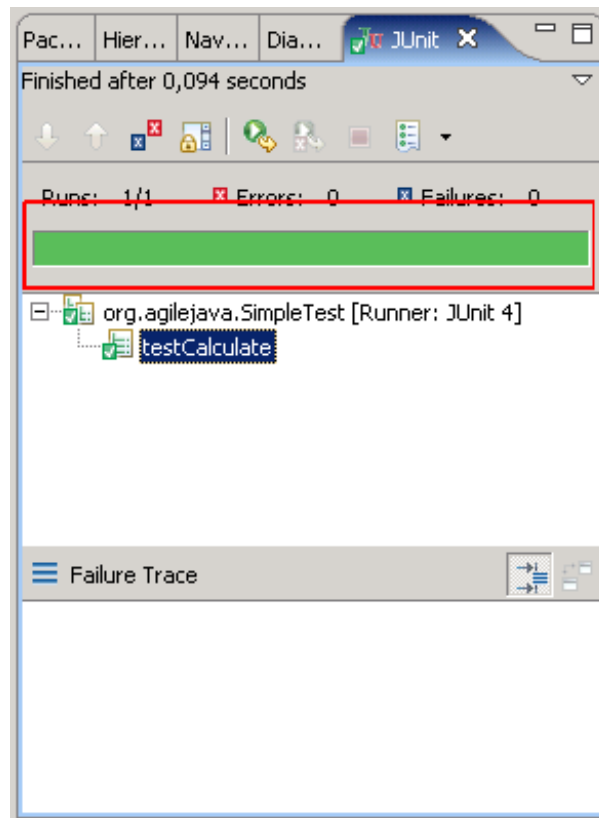 Pac... Hier... Nav... Dia... JUnit
Finished after 0,094 seconds
Runs: 1/1 Errors: 0 Failures: 0
org.agilejava.SimpleTest [Runner: JUnit 4]
testCalculate
Failure Trace